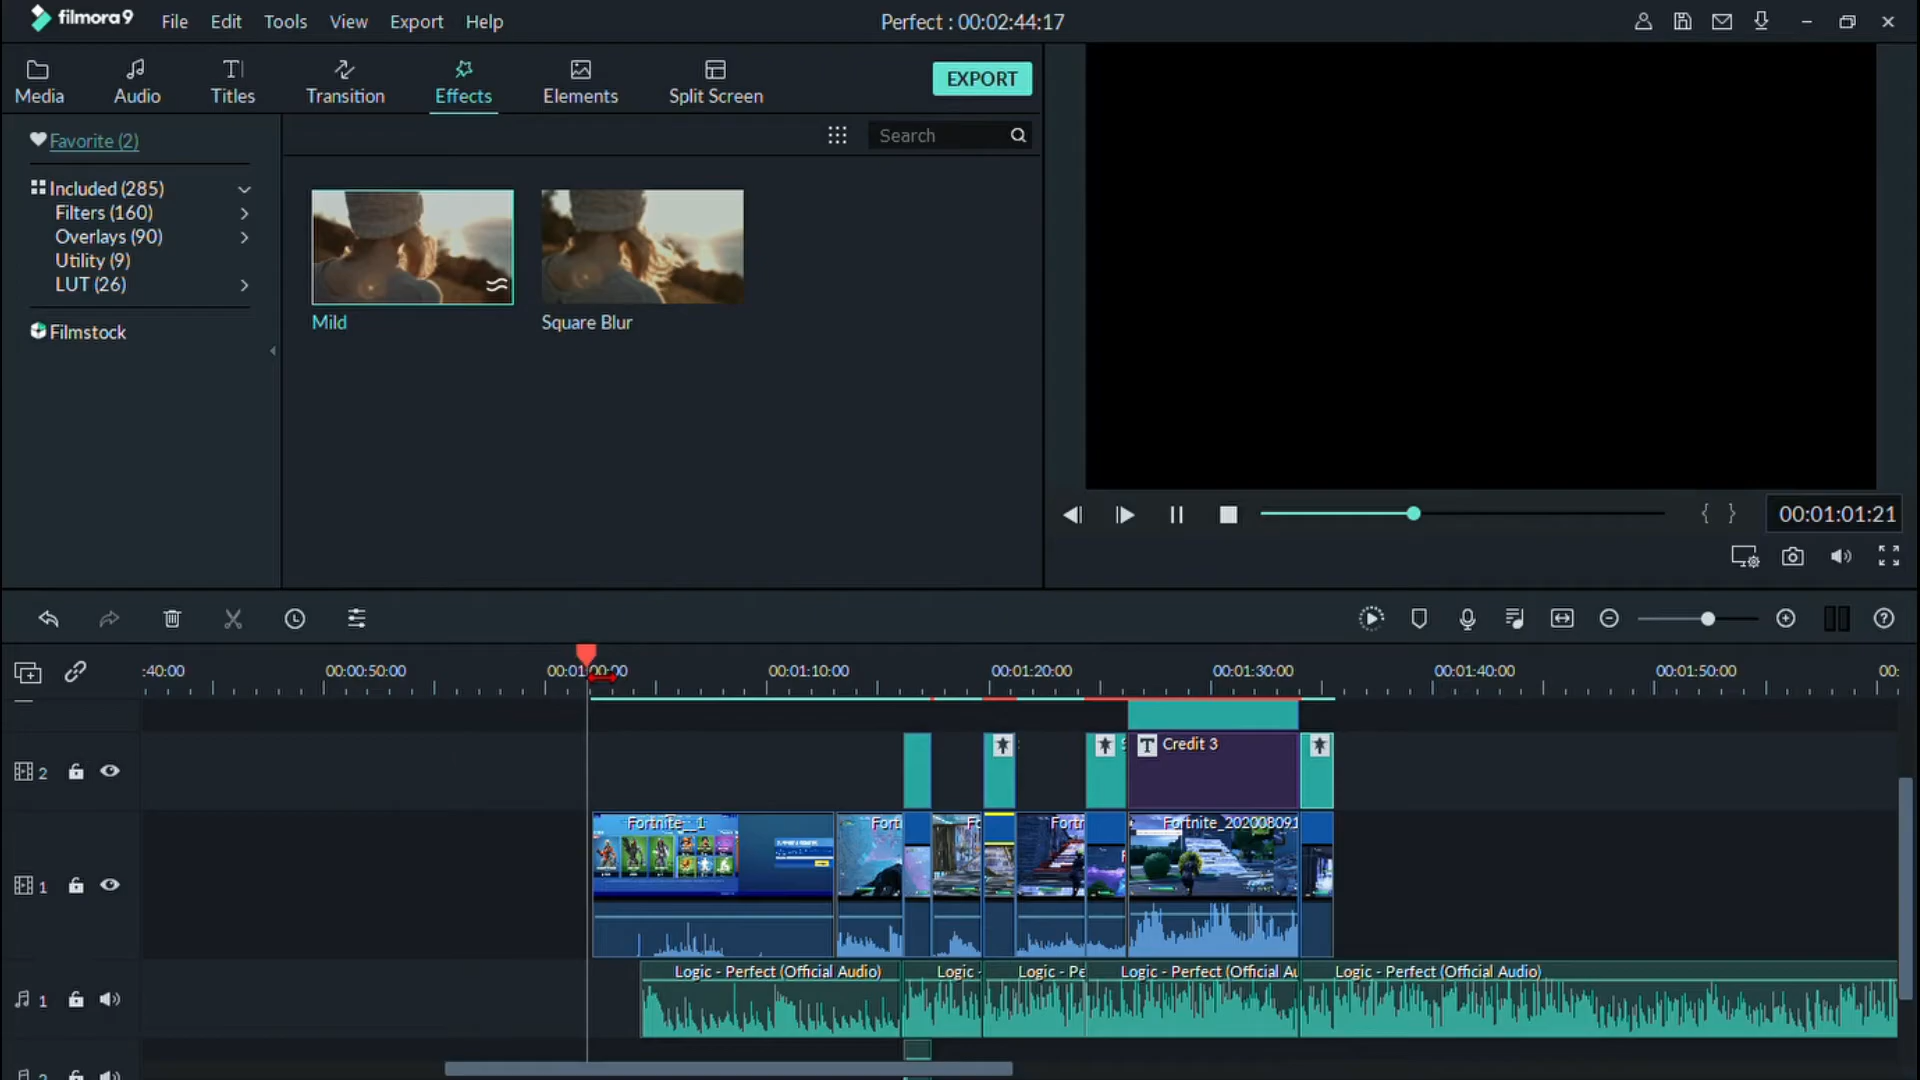 filmora9 File Edit Tools View Export Help Perfect : 00:02:44:17
Media Audio Titles Transition Effects Elements Split Screen EXPORT
Favorite (2)
Search
Included (285)
Filters (160)
Overlays (90)
Utility (9)
LUT (26)
Filmstock
Mild
Square Blur
{ } 00:01:01:21
:40:00 00:00:50:00 00:01:00:00 00:01:10:00 00:01:20:00 00:01:30:00 00:01:40:00 00:01:50:00 00:
2 T Credit 3
Fortnite__1 Fort Fo Fortr Fortnite_202008091
1
Logic - Perfect (Official Audio) Logic - Logic - Pe Logic - Perfect (Official Au Logic - Perfect (Official Audio)
1